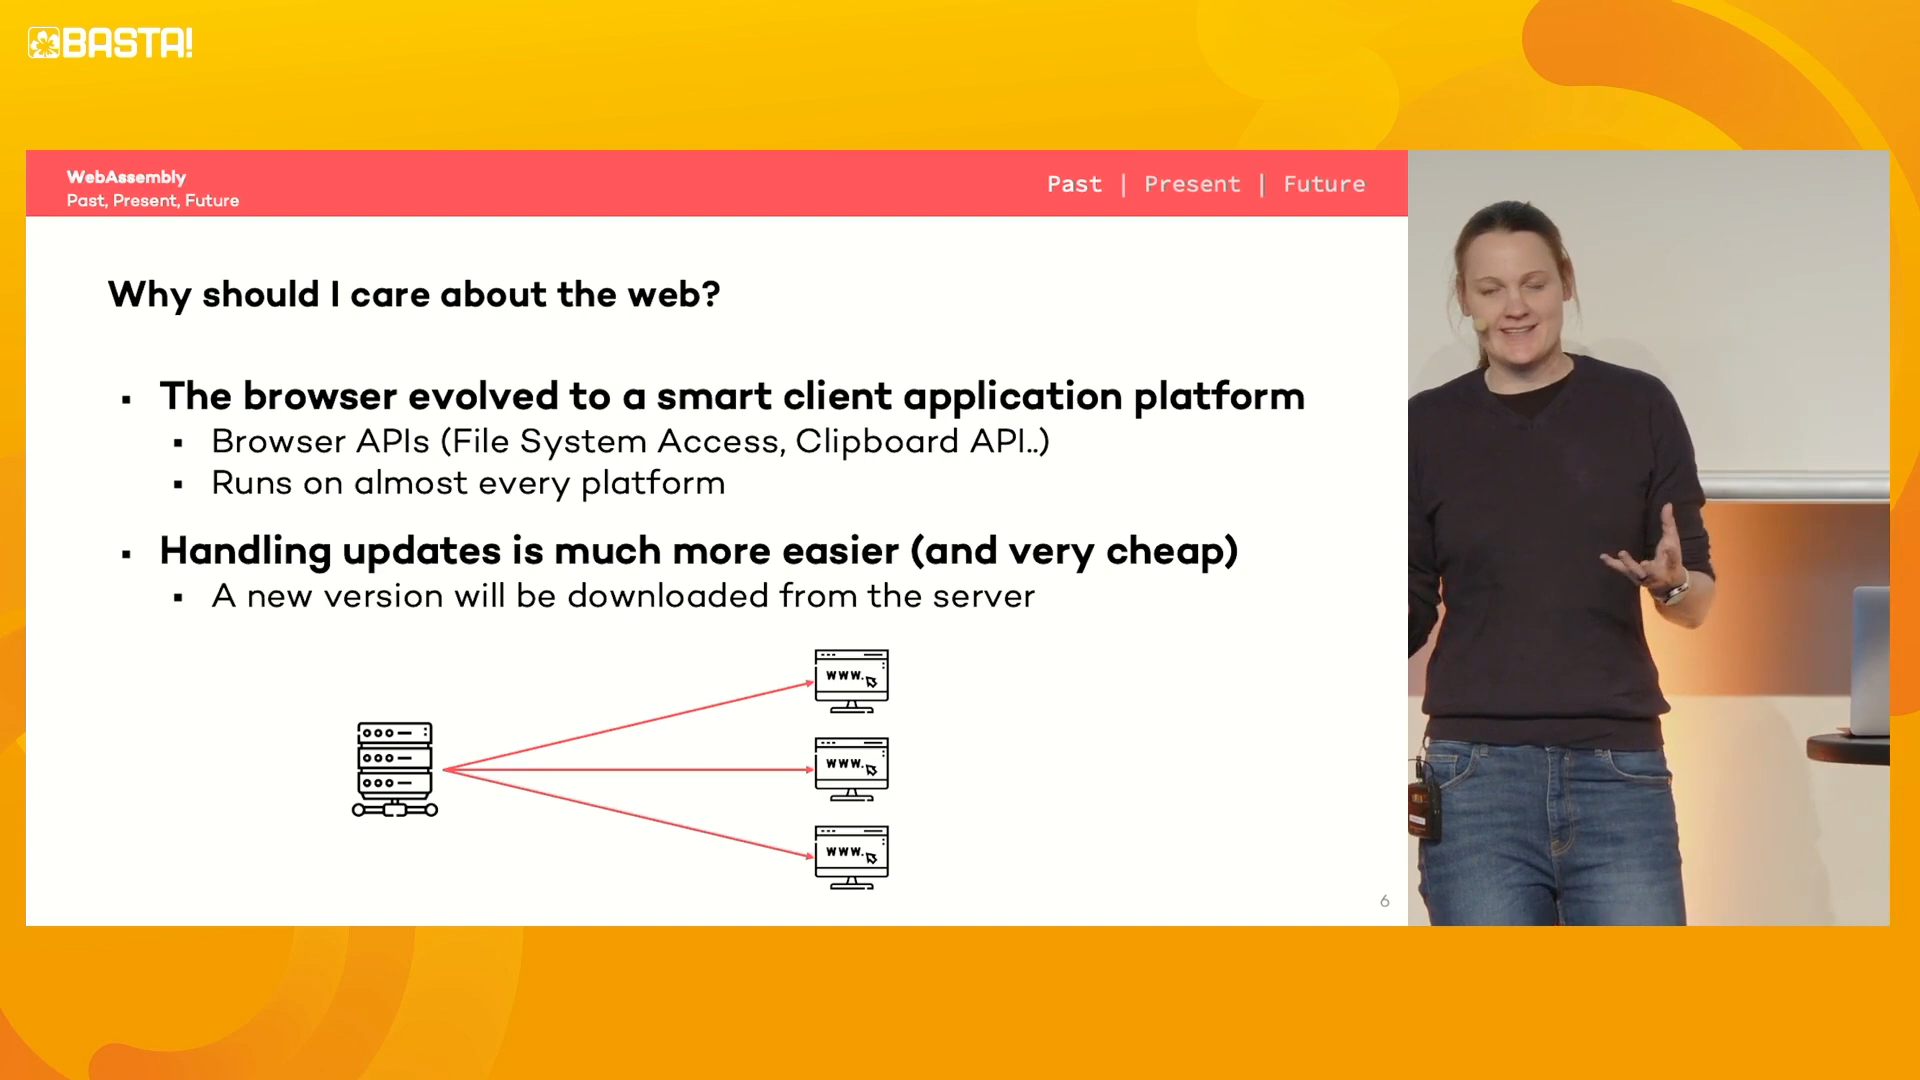 BASTA!
WebAssembly
Past, Present, Future
Past | Present | Future
Why should I care about the web?
▪ The browser evolved to a smart client application platform
▪ Browser APIs (File System Access, Clipboard API..)
▪ Runs on almost every platform
▪ Handling updates is much more easier (and very cheap)
▪ A new version will be downloaded from the server
www.
www.
www.
6